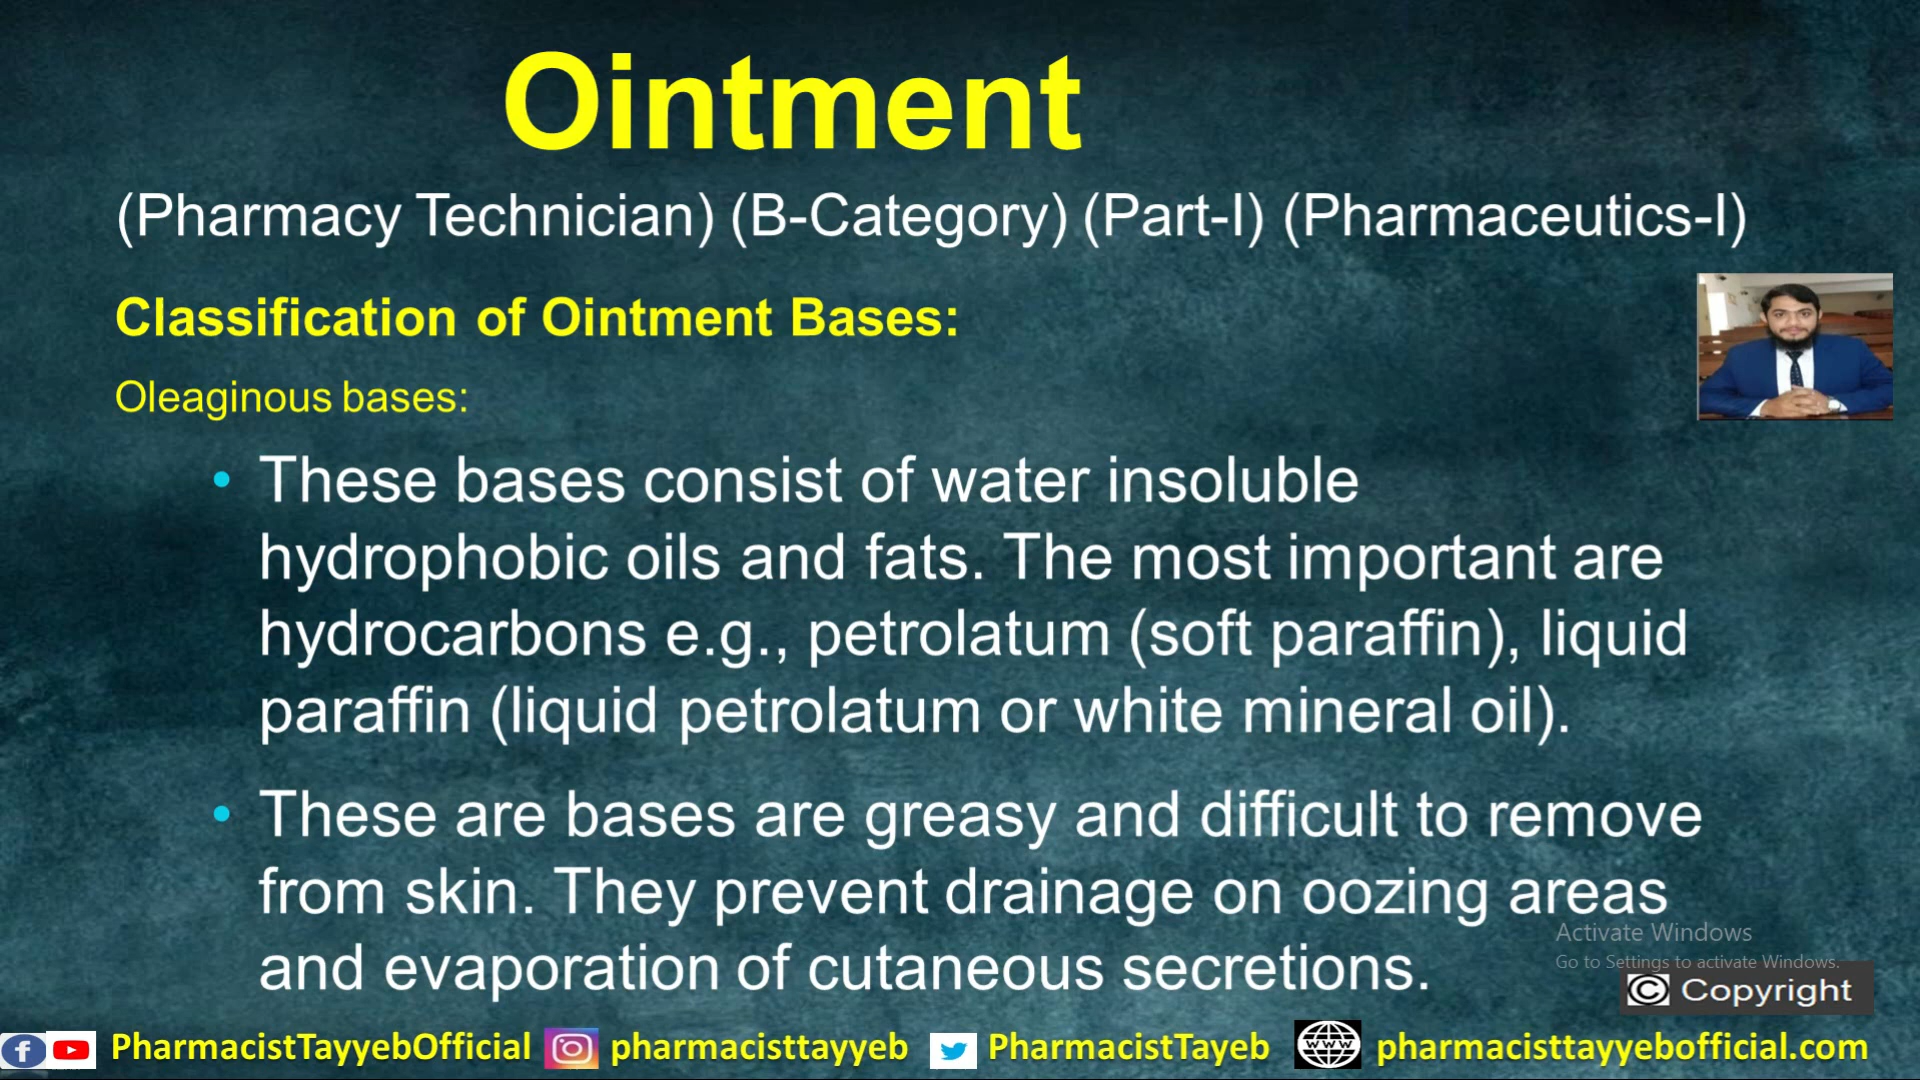 Ointment
(Pharmacy Technician) (B-Category) (Part-I) (Pharmaceutics-I)
Classification of Ointment Bases:
Oleaginous bases:
• These bases consist of water insoluble
hydrophobic oils and fats. The most important are
hydrocarbons e.g., petrolatum (soft paraffin), liquid
paraffin (liquid petrolatum or white mineral oil).
• These are bases are greasy and difficult to remove
from skin. They prevent drainage on oozing areas
and evaporation of cutaneous secretions.
Activate Windows
Go to Settings to activate Windows.
© Copyright
f PharmacistTayyebOfficial pharmacisttayyeb PharmacistTayeb www pharmacisttayyebofficial.com